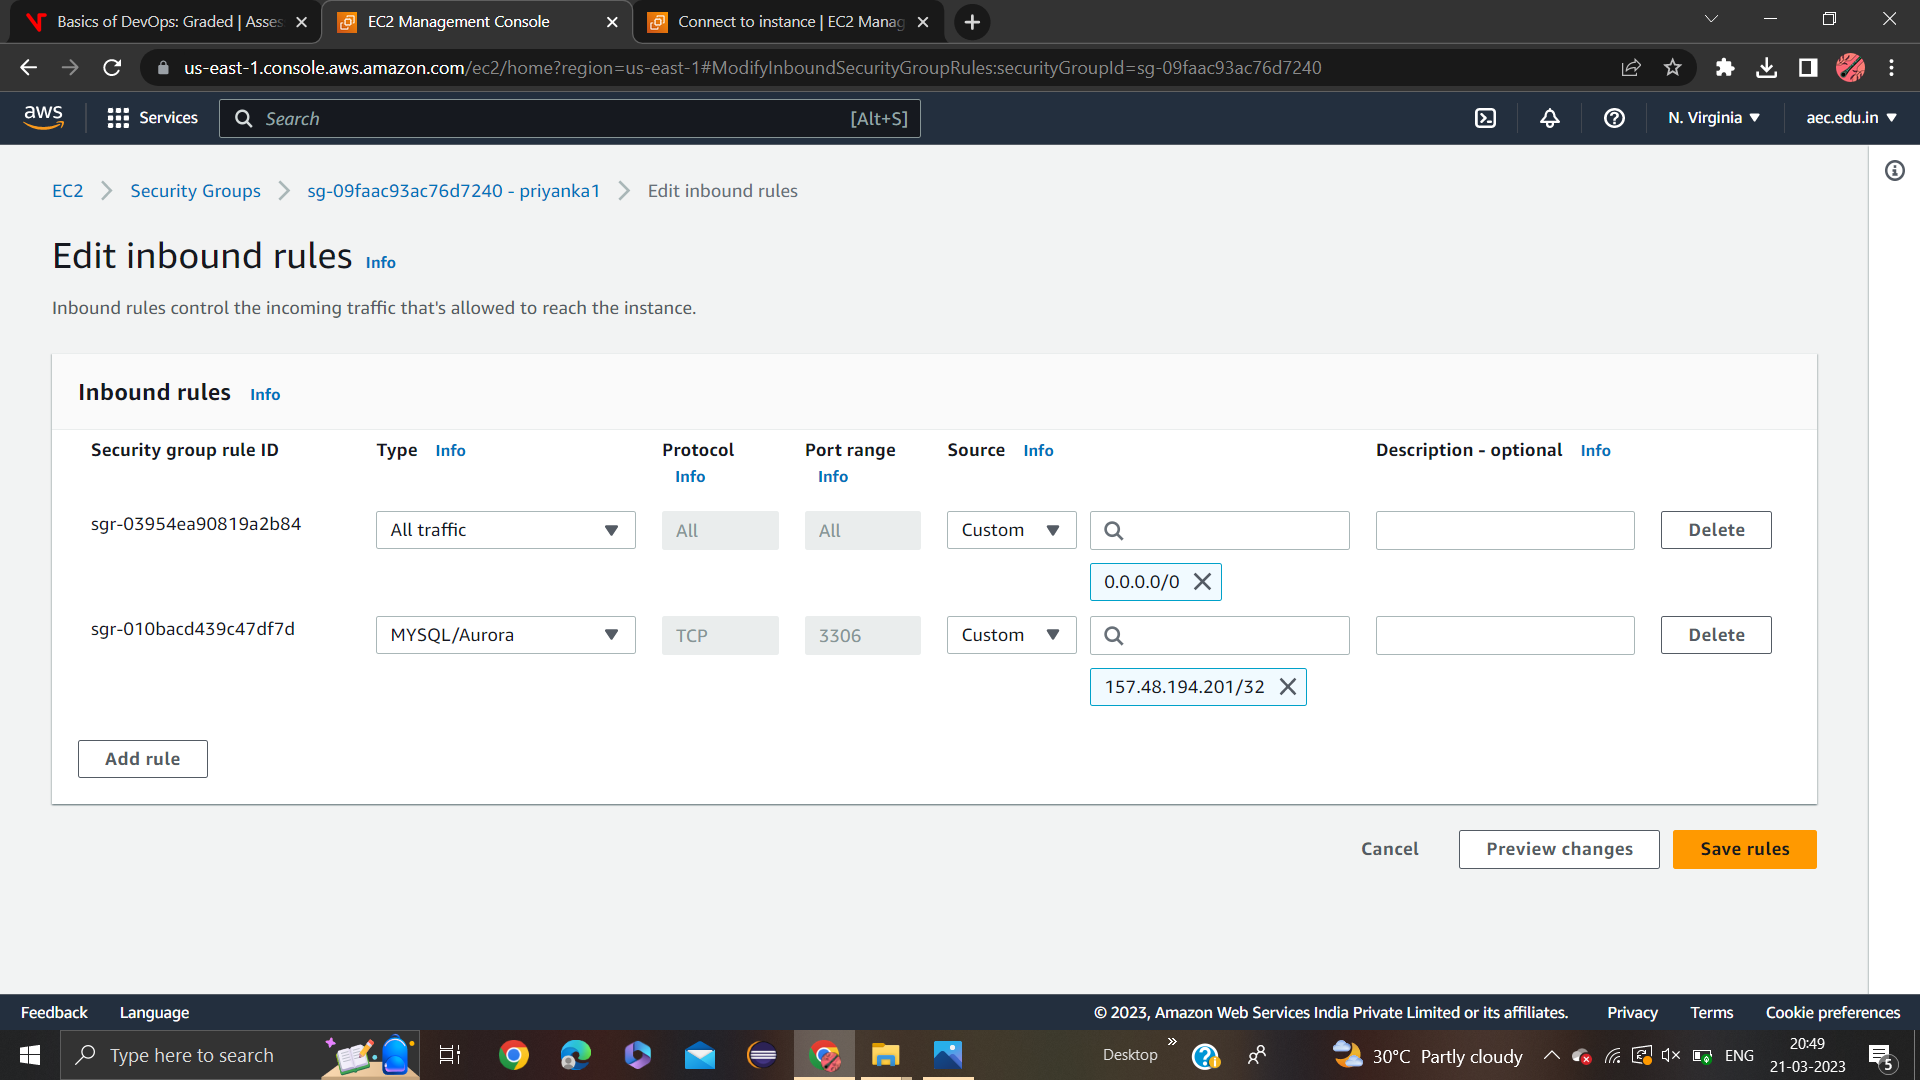 Basics of DevOps: Graded | Asses
EC2 Management Console
Connect to instance | EC2 Manag
us-east-1.console.aws.amazon.com/ec2/home?region=us-east-1#ModifyInboundSecurityGroupRules:securityGroupId=sg-09faac93ac76d7240
aws
Services
Search
[Alt+S]
N. Virginia
aec.edu.in
EC2
Security Groups
sg-09faac93ac76d7240 - priyanka1
Edit inbound rules
Edit inbound rules Info
Inbound rules control the incoming traffic that's allowed to reach the instance.
Inbound rules Info
Security group rule ID
Type Info
Protocol Info
Port range Info
Source Info
Description - optional Info
sgr-03954ea90819a2b84
All traffic
All
All
Custom
Delete
0.0.0.0/0
sgr-010bacd439c47df7d
MYSQL/Aurora
TCP
3306
Custom
Delete
157.48.194.201/32
Add rule
Cancel
Preview changes
Save rules
Feedback
Language
© 2023, Amazon Web Services India Private Limited or its affiliates.
Privacy
Terms
Cookie preferences
Type here to search
Desktop
30°C Partly cloudy
ENG
20:49
21-03-2023
5